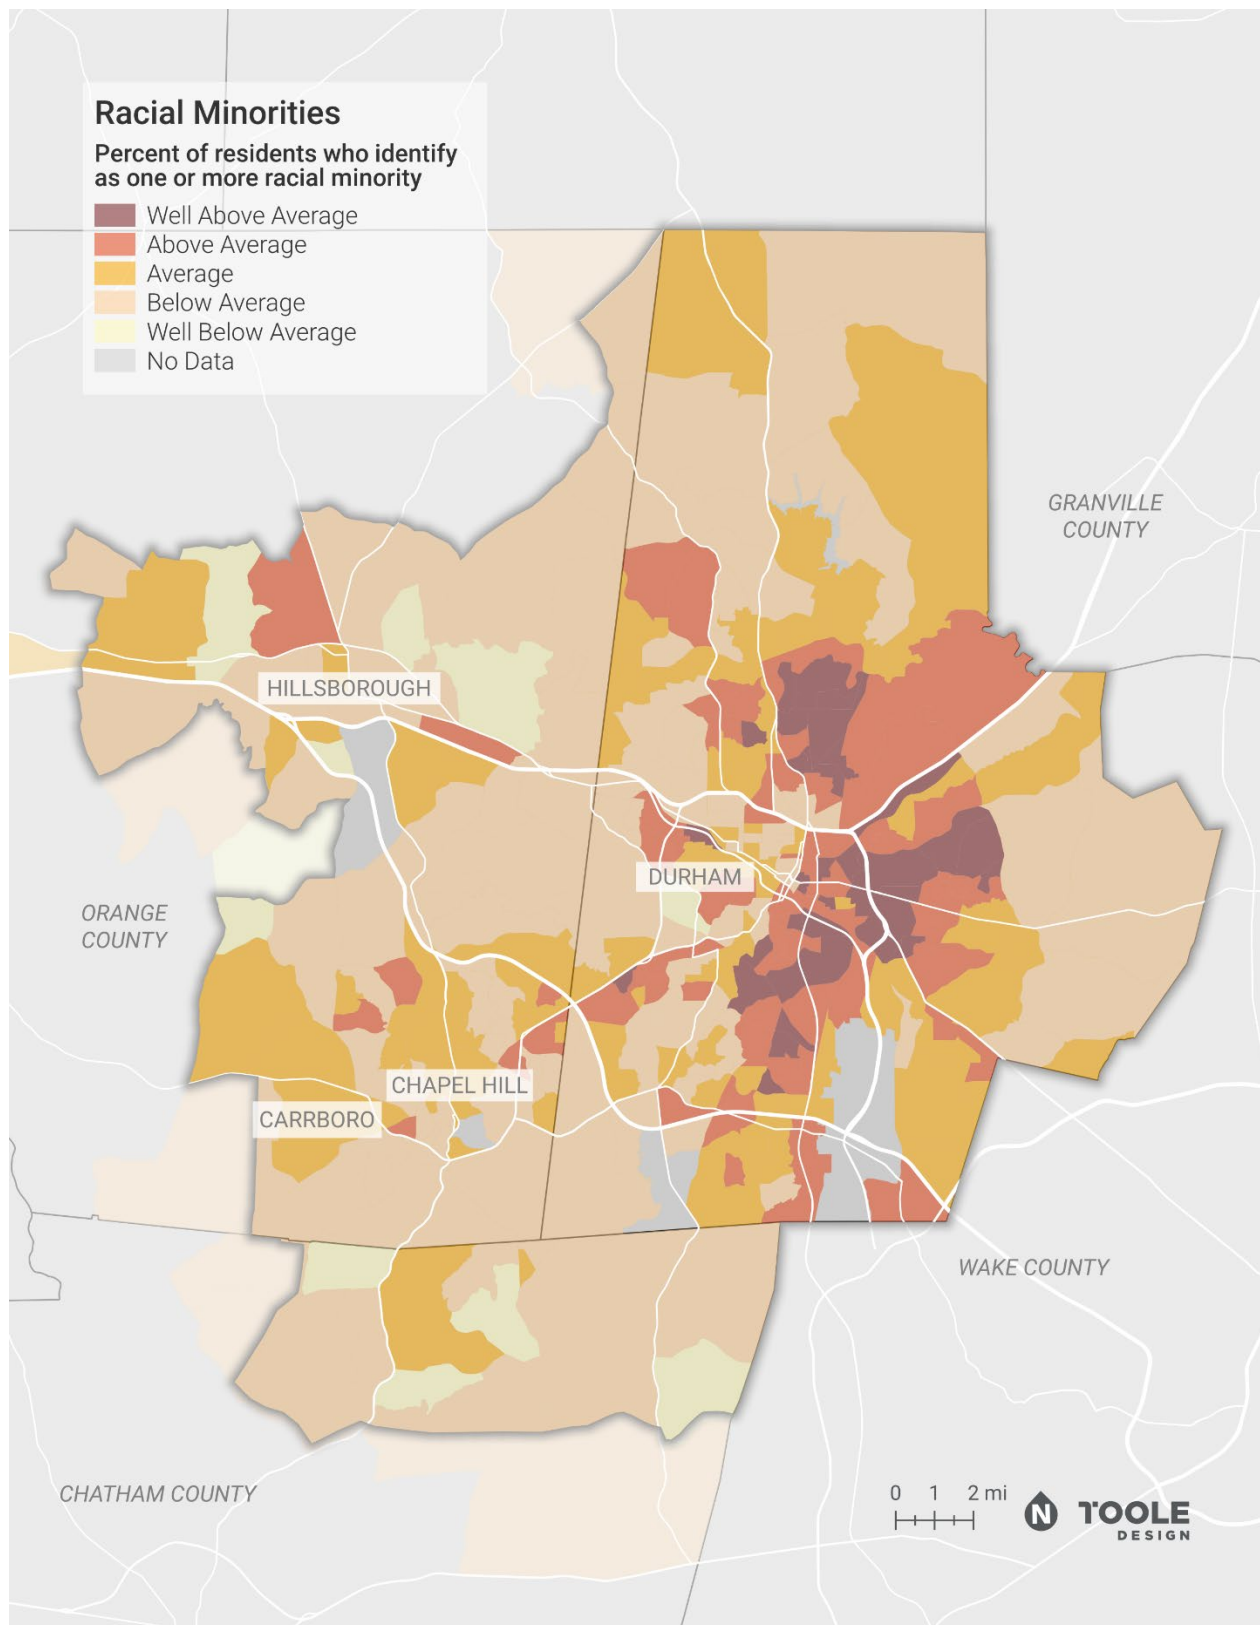 Racial Minorities
Percent of residents who identify
as one or more racial minority
Well Above Average
Above Average
Average
Below Average
Well Below Average
No Data
GRANVILLE
COUNTY
HILLSBOROUGH
DURHAM
ORANGE
COUNTY
CHAPEL HILL
CARRBORO
WAKE COUNTY
CHATHAM COUNTY
0 1 2 mi
N
TOOLE
DESIGN